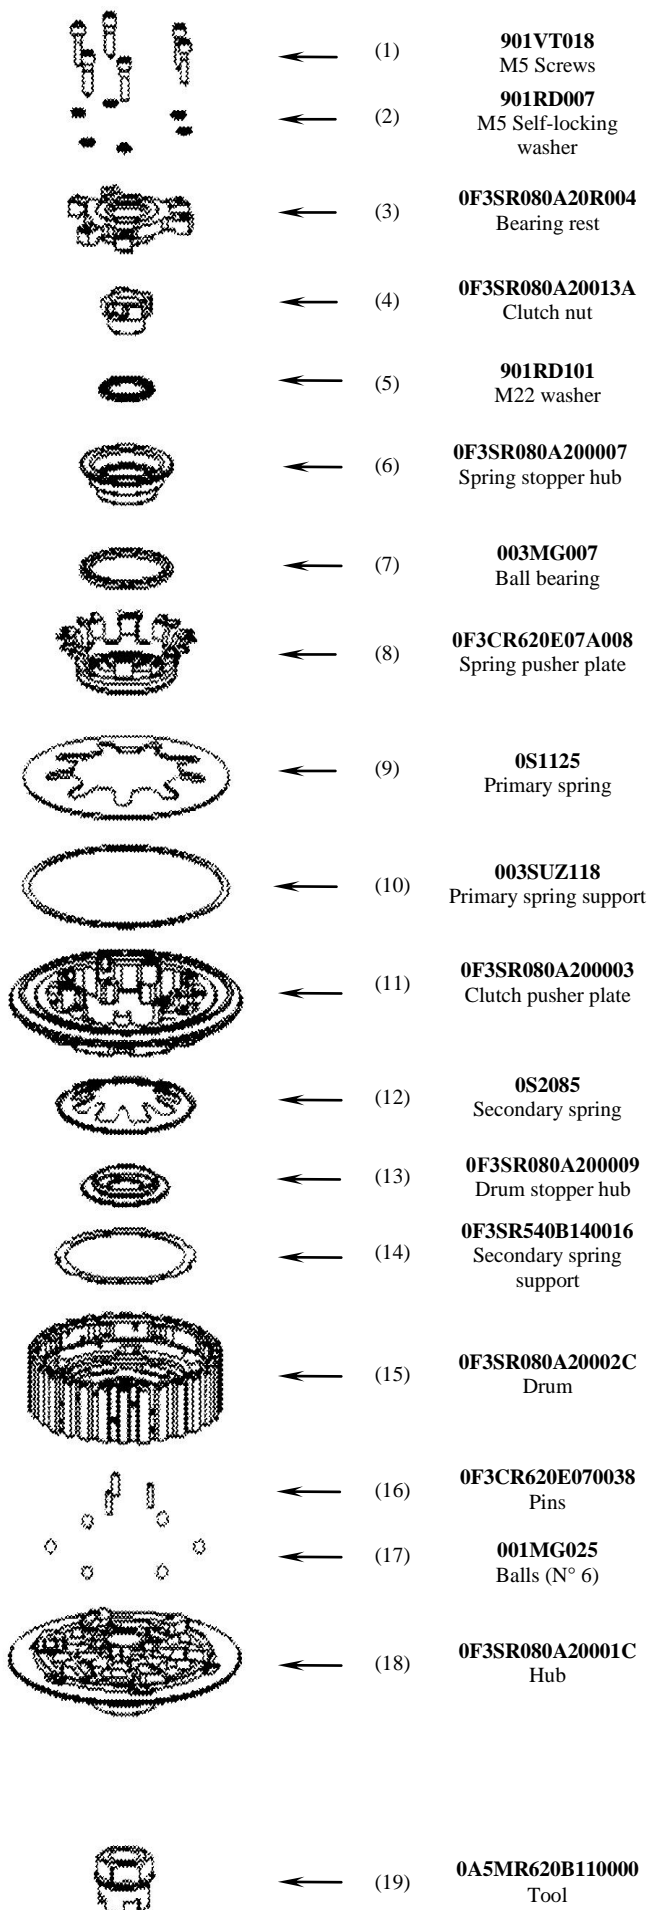 (1) 901VT018
M5 Screws
(2) 901RD007
M5 Self-locking
washer
(3) 0F3SR080A20R004
Bearing rest
(4) 0F3SR080A20013A
Clutch nut
(5) 901RD101
M22 washer
(6) 0F3SR080A200007
Spring stopper hub
(7) 003MG007
Ball bearing
(8) 0F3CR620E07A008
Spring pusher plate
(9) 0S1125
Primary spring
(10) 003SUZ118
Primary spring support
(11) 0F3SR080A200003
Clutch pusher plate
(12) 0S2085
Secondary spring
(13) 0F3SR080A200009
Drum stopper hub
(14) 0F3SR540B140016
Secondary spring
support
(15) 0F3SR080A20002C
Drum
(16) 0F3CR620E070038
Pins
(17) 001MG025
Balls (N° 6)
(18) 0F3SR080A20001C
Hub
(19) 0A5MR620B110000
Tool